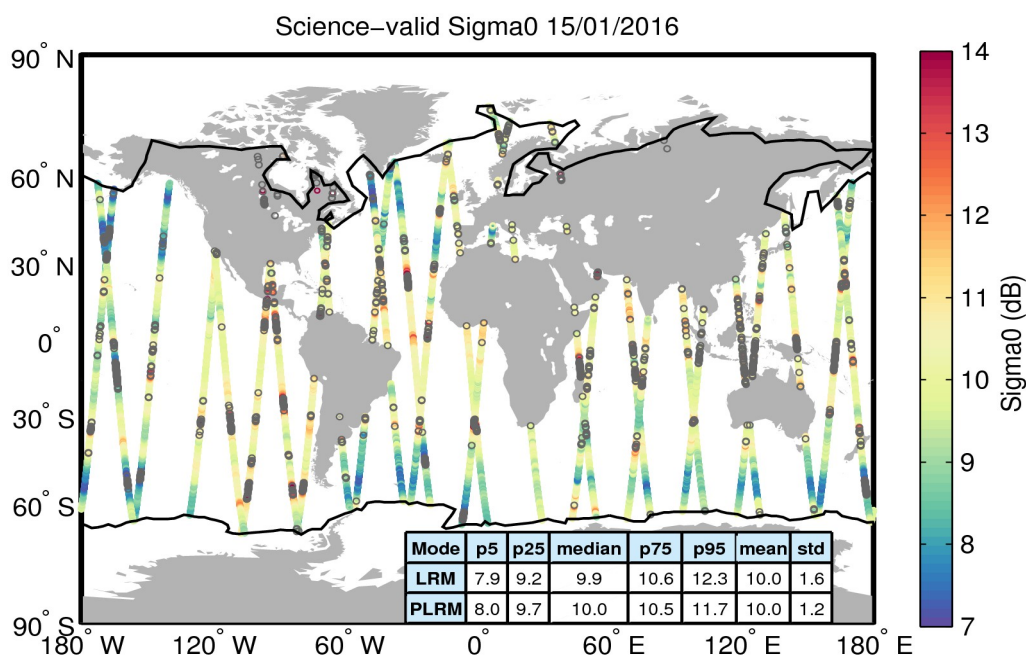 Science−valid Sigma0 15/01/2016
90° N
60° N
30° N
0°
30° S
60° S
90° S
180° W
120° W
60° W
0°
60° E
120° E
180° E
Mode p5 p25 median p75 p95 mean std
LRM 7.9 9.2 9.9 10.6 12.3 10.0 1.6
PLRM 8.0 9.7 10.0 10.5 11.7 10.0 1.2
14
13
12
11
10
9
8
7
Sigma0 (dB)